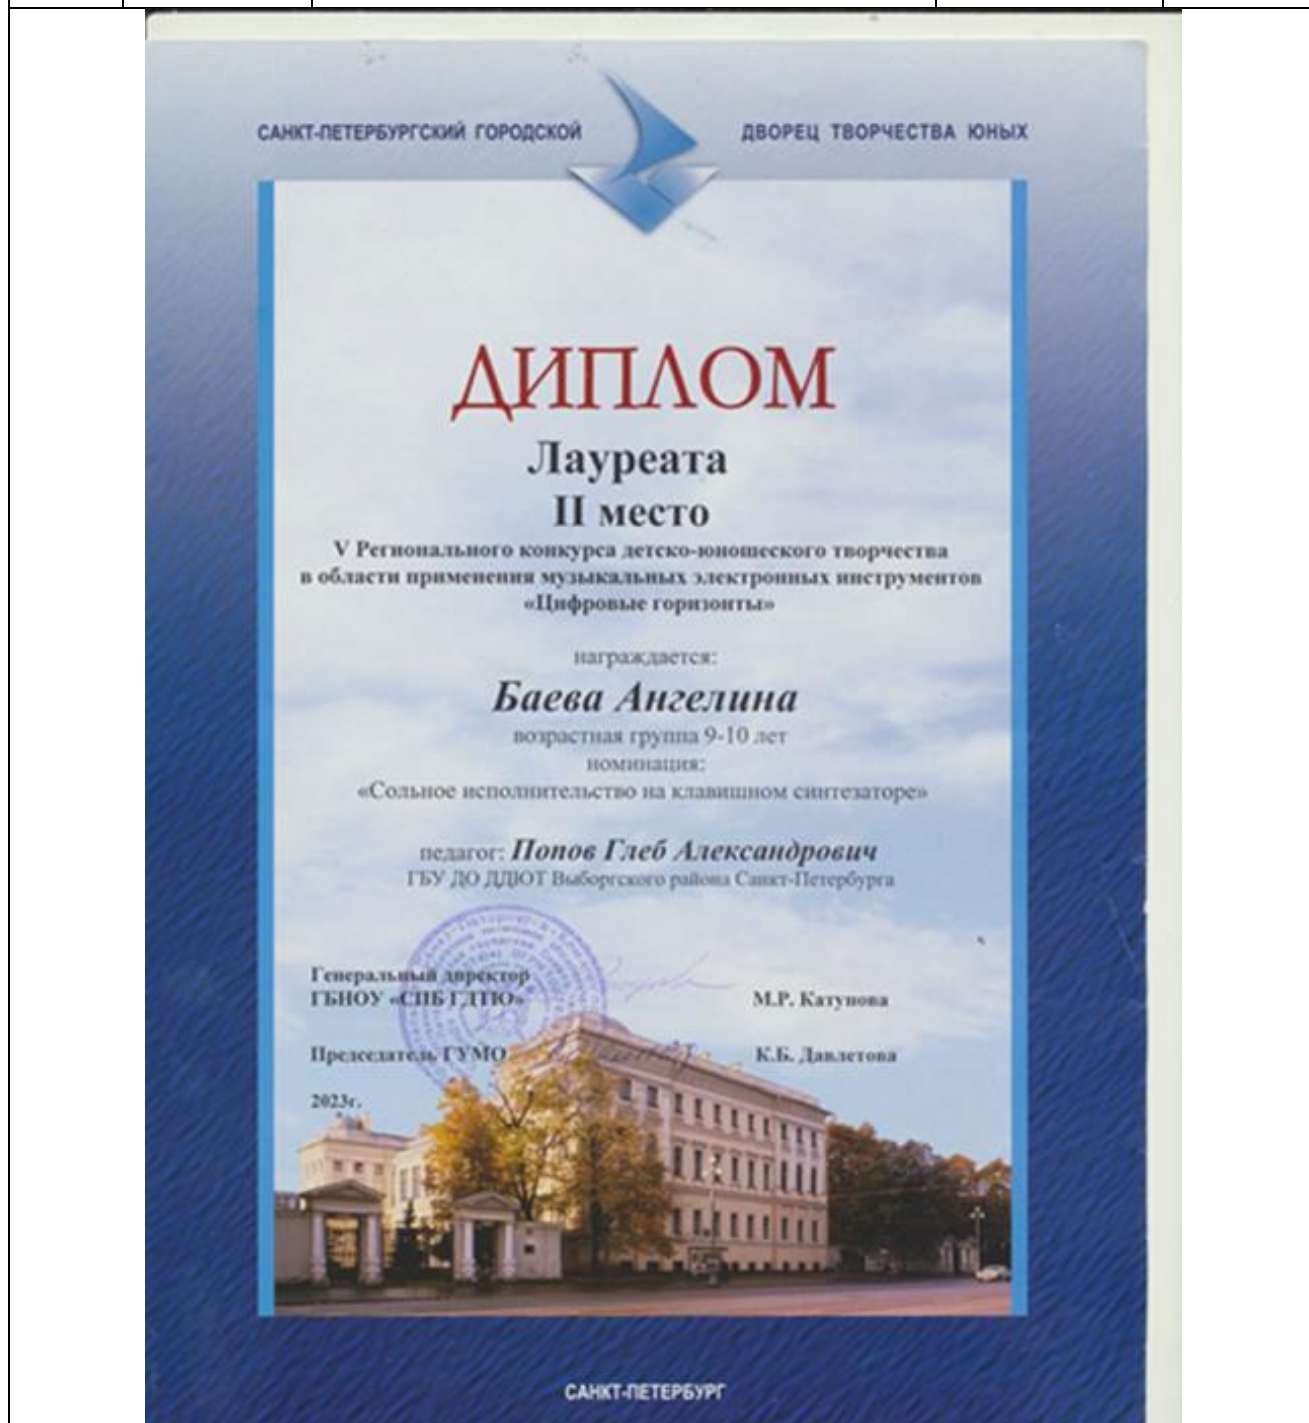 САНКТ-ПЕТЕРБУРГСКИЙ ГОРОДСКОЙ ДВОРЕЦ ТВОРЧЕСТВА ЮНЫХ
ДИПЛОМ
Лауреата
II место
V Регионального конкурса детско-юношеского творчества
в области применения музыкальных электронных инструментов
«Цифровые горизонты»
награждается:
Баева Ангелина
возрастная группа 9-10 лет
номинация:
«Сольное исполнительство на клавишном синтезаторе»
педагог: Попов Глеб Александрович
ГБУ ДО ДДЮТ Выборгского района Санкт-Петербурга
Генеральный директор
ГБНОУ «СПБ ГДТЮ» М.Р. Катунова
Председатель ГУМО К.Б. Давлетова
2023г.
САНКТ-ПЕТЕРБУРГ